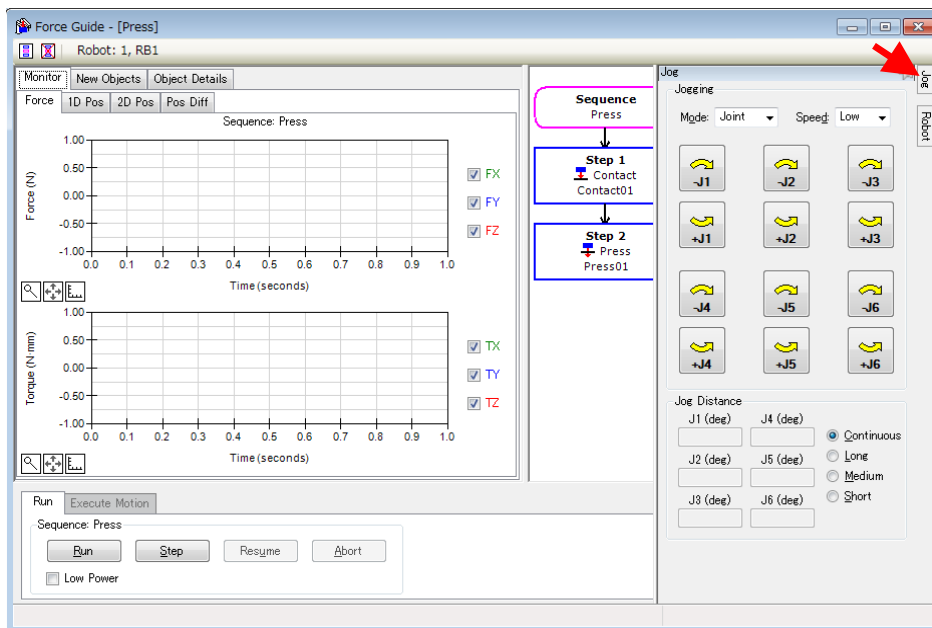 Force Guide - [Press]
Robot: 1, RB1
Monitor New Objects Object Details
Force 1D Pos 2D Pos Pos Diff
Sequence: Press
Force (N)
1.00
0.50
0.00
-0.50
-1.00
0.0 0.1 0.2 0.3 0.4 0.5 0.6 0.7 0.8 0.9 1.0
Time (seconds)
FX
FY
FZ
Torque (N·mm)
1.00
0.50
0.00
-0.50
-1.00
0.0 0.1 0.2 0.3 0.4 0.5 0.6 0.7 0.8 0.9 1.0
Time (seconds)
TX
TY
TZ
Sequence
Press
Step 1
Contact
Contact01
Step 2
Press
Press01
Jog
Jogging
Mode: Joint Speed: Low
-J1 -J2 -J3
+J1 +J2 +J3
-J4 -J5 -J6
+J4 +J5 +J6
Jog Distance
J1 (deg) J4 (deg)
J2 (deg) J5 (deg)
J3 (deg) J6 (deg)
Continuous
Long
Medium
Short
Jog
Robot
Run Execute Motion
Sequence: Press
Run Step Resume Abort
Low Power